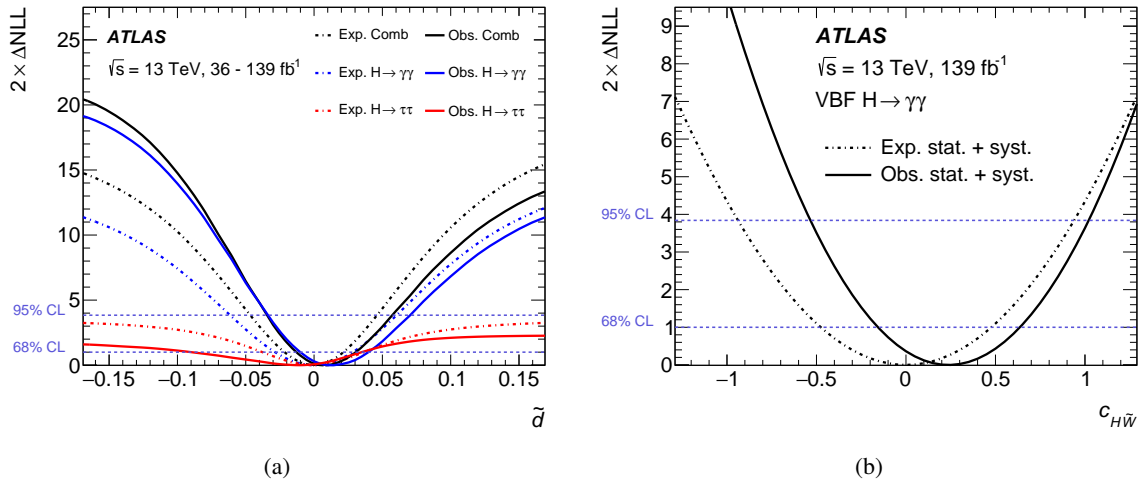 2 × ΔNLL
25
20
15
10
5
0
95% CL
68% CL
ATLAS
√s = 13 TeV, 36 - 139 fb⁻¹
Exp. Comb
Obs. Comb
Exp. H→γγ
Obs. H→γγ
Exp. H→ττ
Obs. H→ττ
−0.15 −0.1 −0.05 0 0.05 0.10 0.15
d̃
(a)
2 × ΔNLL
9
8
7
6
5
4
3
2
1
0
95% CL
68% CL
ATLAS
√s = 13 TeV, 139 fb⁻¹
VBF H→γγ
Exp. stat. + syst.
Obs. stat. + syst.
−1 −0.5 0 0.5 1
c_HW̃
(b)